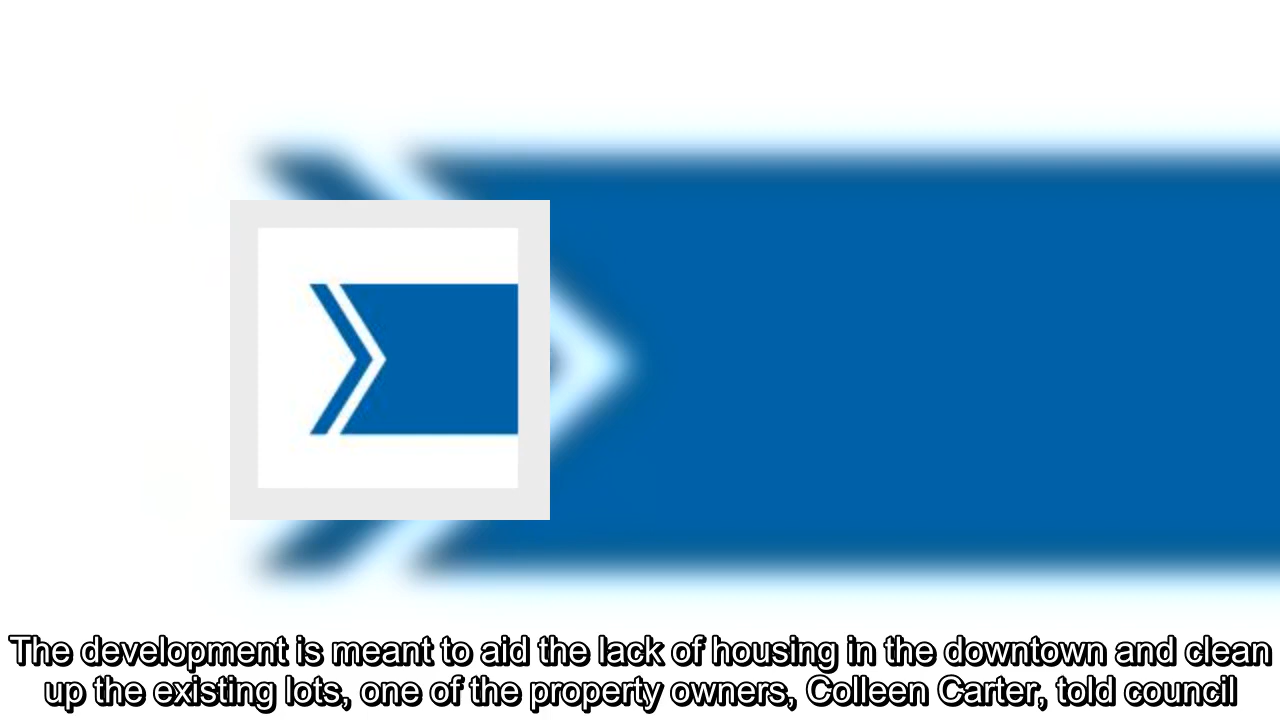 The development is meant to aid the lack of housing in the downtown and clean
up the existing lots, one of the property owners, Colleen Carter, told council